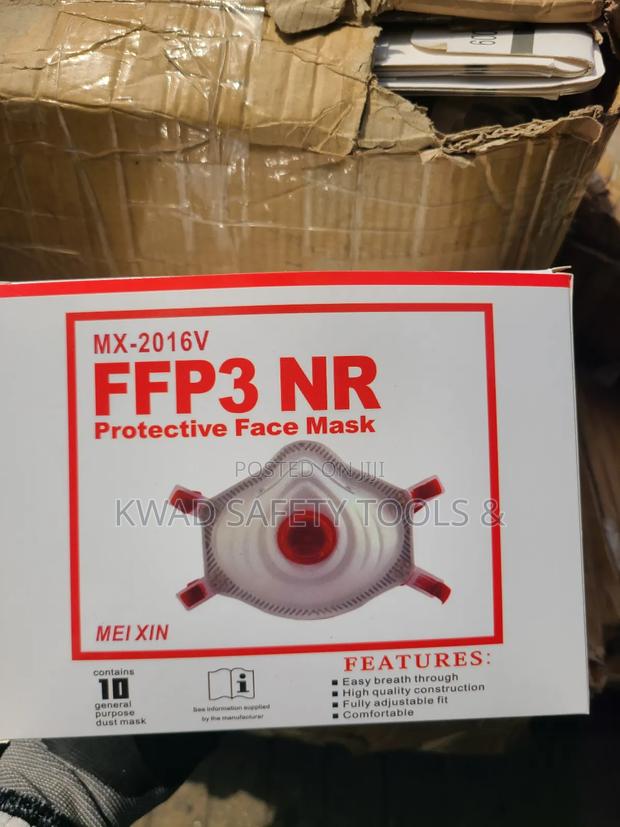 600
MX-2016V
FFP3 NR
Protective Face Mask
POSTED ON JIJI
KWAD SAFETY TOOLS &
MEI XIN
contains
10
general
purpose
dust mask
i
See information supplied
by the manufacturer
FEATURES:
Easy breath through
High quality construction
Fully adjustable fit
Comfortable